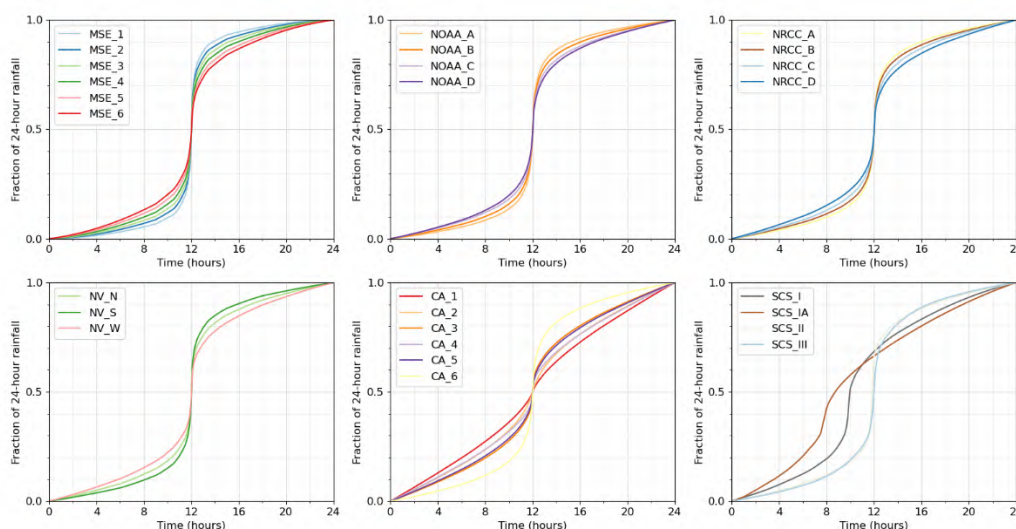 1.0
0.5
0.0
Fraction of 24-hour rainfall
MSE_1
MSE_2
MSE_3
MSE_4
MSE_5
MSE_6
0 4 8 12 16 20 24
Time (hours)
1.0
0.5
0.0
Fraction of 24-hour rainfall
NOAA_A
NOAA_B
NOAA_C
NOAA_D
0 4 8 12 16 20 24
Time (hours)
1.0
0.5
0.0
Fraction of 24-hour rainfall
NRCC_A
NRCC_B
NRCC_C
NRCC_D
0 4 8 12 16 20 24
Time (hours)
1.0
0.5
0.0
Fraction of 24-hour rainfall
NV_N
NV_S
NV_W
0 4 8 12 16 20 24
Time (hours)
1.0
0.5
0.0
Fraction of 24-hour rainfall
CA_1
CA_2
CA_3
CA_4
CA_5
CA_6
0 4 8 12 16 20 24
Time (hours)
1.0
0.5
0.0
Fraction of 24-hour rainfall
SCS_I
SCS_IA
SCS_II
SCS_III
0 4 8 12 16 20 24
Time (hours)